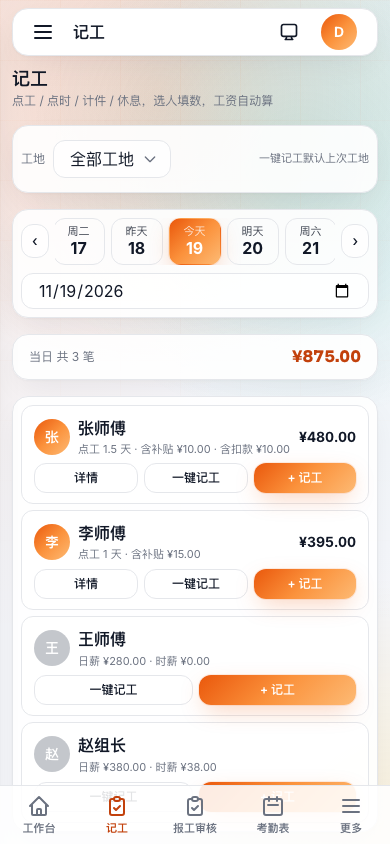 记工
D
记工
点工 / 点时 / 计件 / 休息，选人填数，工资自动算
工地
全部工地
一键记工默认上次工地
‹
周二
17
昨天
18
今天
19
明天
20
周六
21
›
11/19/2026
当日 共 3 笔
¥875.00
张
张师傅
点工 1.5 天 · 含补贴 ¥10.00 · 含扣款 ¥10.00
¥480.00
详情
一键记工
+ 记工
李
李师傅
点工 1 天 · 含补贴 ¥15.00
¥395.00
详情
一键记工
+ 记工
王
王师傅
日薪 ¥280.00 · 时薪 ¥0.00
一键记工
+ 记工
赵
赵组长
日薪 ¥380.00 · 时薪 ¥38.00
一键记工
工作台
记工
报工审核
考勤表
更多